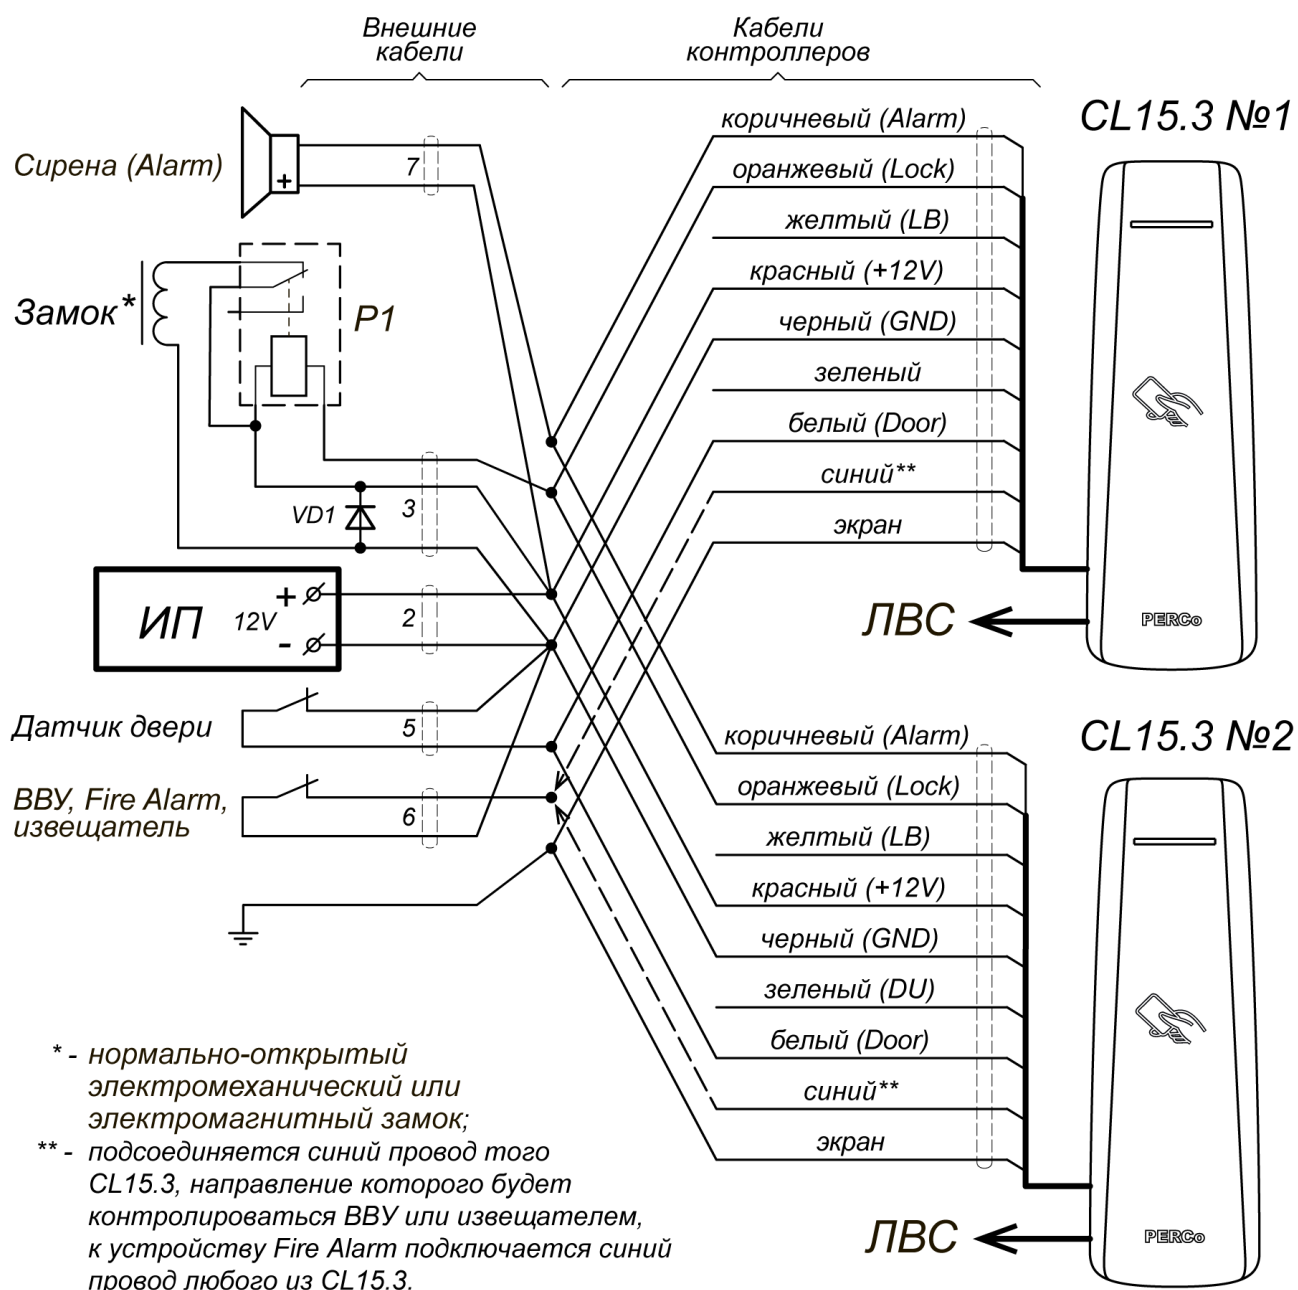 Внешние
кабели
Кабели
контроллеров
CL15.3 №1
Сирена (Alarm)
+
7
коричневый (Alarm)
оранжевый (Lock)
желтый (LB)
красный (+12V)
черный (GND)
зеленый
белый (Door)
синий**
экран
Замок*
P1
VD1
3
ИП
12V
+
-
2
ЛВС
PERCo
Датчик двери
5
ВВУ, Fire Alarm,
извещатель
6
CL15.3 №2
коричневый (Alarm)
оранжевый (Lock)
желтый (LB)
красный (+12V)
черный (GND)
зеленый (DU)
белый (Door)
синий**
экран
ЛВС
PERCo
* - нормально-открытый
электромеханический или
электромагнитный замок;
** - подсоединяется синий провод того
CL15.3, направление которого будет
контролироваться ВВУ или извещателем,
к устройству Fire Alarm подключается синий
провод любого из CL15.3.